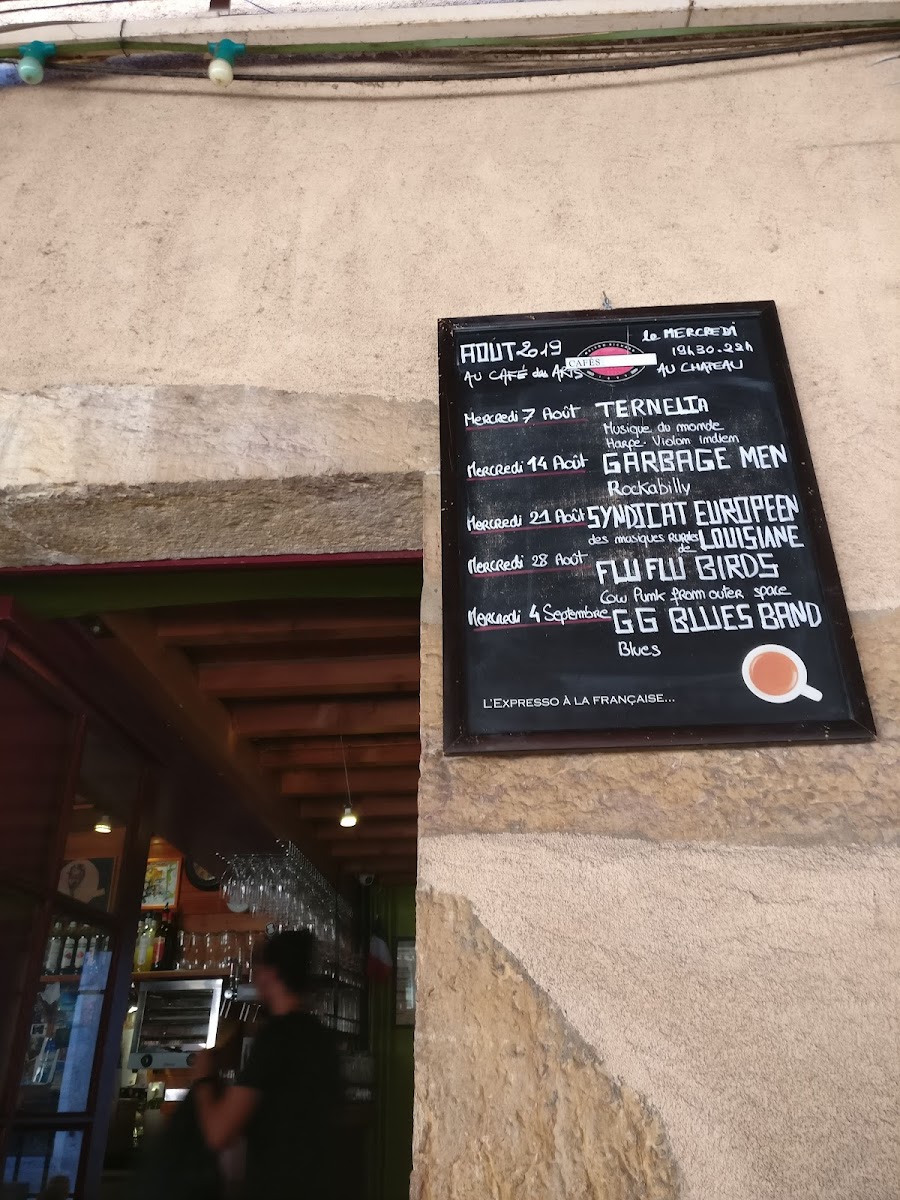 AOUT 2019
le MERCREDI
19h30-22h
AU CAFÉ des ARTS
CAFÉS
AU CHATEAU
Mercredi 7 Août TERNELIA
Musique du monde
Harpe. Violon indien
Mercredi 14 Août GARBAGE MEN
Rockabilly
Mercredi 21 Août SYNDICAT EUROPEEN
des musiques rurales de LOUISIANE
Mercredi 28 Août FLU FLU BIRDS
Cow Punk from outer space
Mercredi 4 Septembre GG BLUES BAND
Blues
L'EXPRESSO À LA FRANÇAISE...